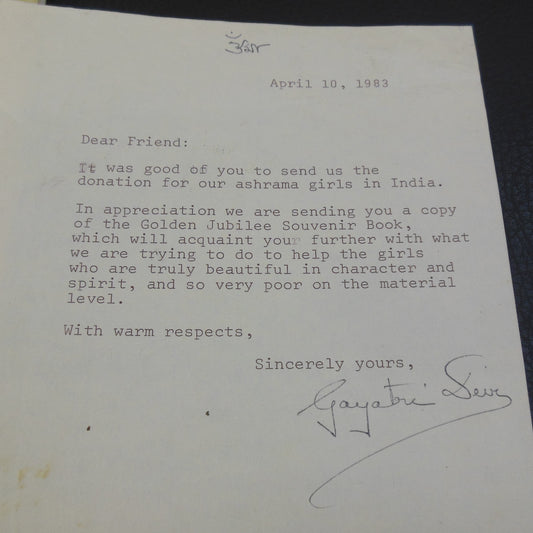 ॐ
April 10, 1983
Dear Friend:
It was good of you to send us the
donation for our ashrama girls in India.
In appreciation we are sending you a copy
of the Golden Jubilee Souvenir Book,
which will acquaint your further with what
we are trying to do to help the girls
who are truly beautiful in character and
spirit, and so very poor on the material
level.
With warm respects,
Sincerely yours,
Gayatri Devi